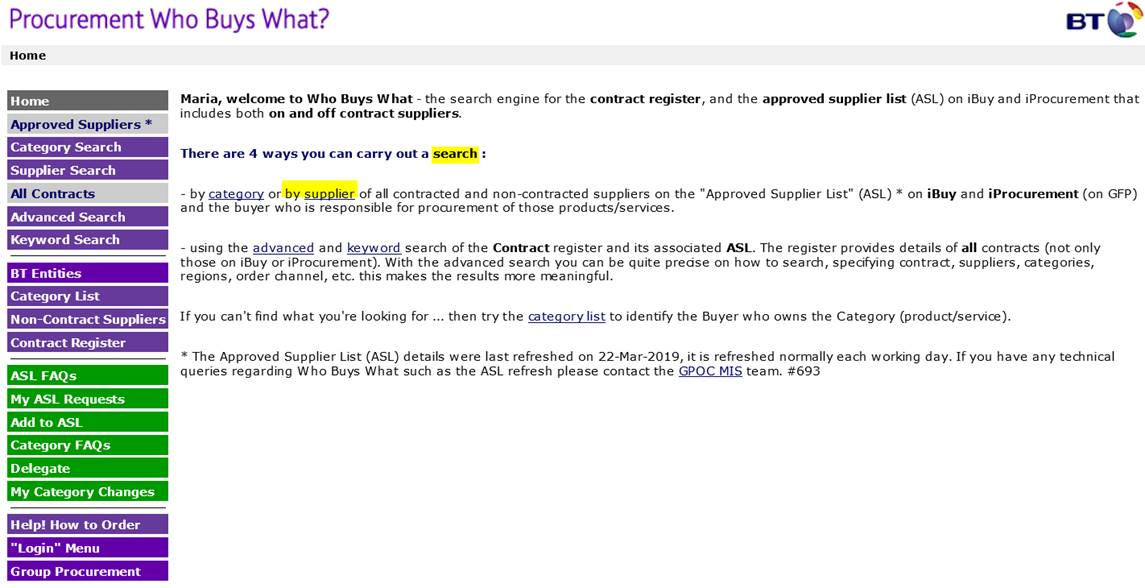 Procurement Who Buys What?
BT
Home
Home
Approved Suppliers *
Category Search
Supplier Search
All Contracts
Advanced Search
Keyword Search
BT Entities
Category List
Non-Contract Suppliers
Contract Register
ASL FAQs
My ASL Requests
Add to ASL
Category FAQs
Delegate
My Category Changes
Help! How to Order
"Login" Menu
Group Procurement
Maria, welcome to Who Buys What - the search engine for the contract register, and the approved supplier list (ASL) on iBuy and iProcurement that
includes both on and off contract suppliers.
There are 4 ways you can carry out a search :
- by category or by supplier of all contracted and non-contracted suppliers on the "Approved Supplier List" (ASL) * on iBuy and iProcurement (on GFP)
and the buyer who is responsible for procurement of those products/services.
- using the advanced and keyword search of the Contract register and its associated ASL. The register provides details of all contracts (not only
those on iBuy or iProcurement). With the advanced search you can be quite precise on how to search, specifying contract, suppliers, categories,
regions, order channel, etc. this makes the results more meaningful.
If you can't find what you're looking for ... then try the category list to identify the Buyer who owns the Category (product/service).
* The Approved Supplier List (ASL) details were last refreshed on 22-Mar-2019, it is refreshed normally each working day. If you have any technical
queries regarding Who Buys What such as the ASL refresh please contact the GPOC MIS team. #693